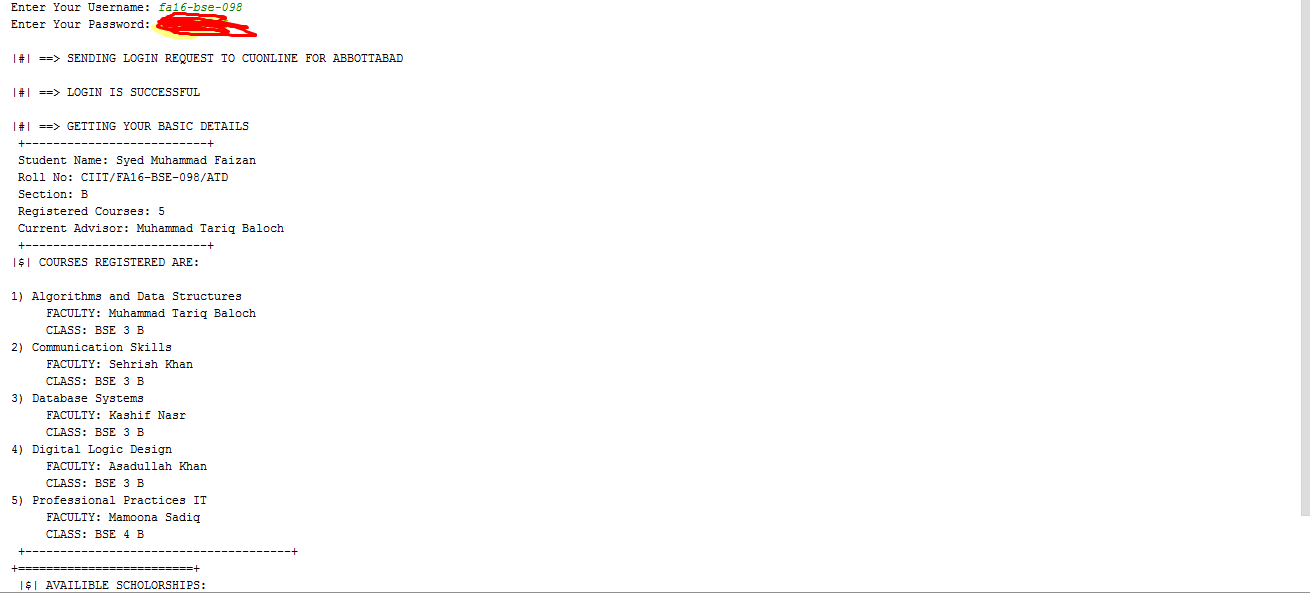 Enter Your Username: fa16-bse-098
Enter Your Password:
|#| ==> SENDING LOGIN REQUEST TO CUONLINE FOR ABBOTTABAD
|#| ==> LOGIN IS SUCCESSFUL
|#| ==> GETTING YOUR BASIC DETAILS
+--------------------------+
Student Name: Syed Muhammad Faizan
Roll No: CIIT/FA16-BSE-098/ATD
Section: B
Registered Courses: 5
Current Advisor: Muhammad Tariq Baloch
+--------------------------+
|$| COURSES REGISTERED ARE:
1) Algorithms and Data Structures
FACULTY: Muhammad Tariq Baloch
CLASS: BSE 3 B
2) Communication Skills
FACULTY: Sehrish Khan
CLASS: BSE 3 B
3) Database Systems
FACULTY: Kashif Nasr
CLASS: BSE 3 B
4) Digital Logic Design
FACULTY: Asadullah Khan
CLASS: BSE 3 B
5) Professional Practices IT
FACULTY: Mamoona Sadiq
CLASS: BSE 4 B
+--------------------------------------+
+=========================+
|$| AVAILIBLE SCHOLORSHIPS: